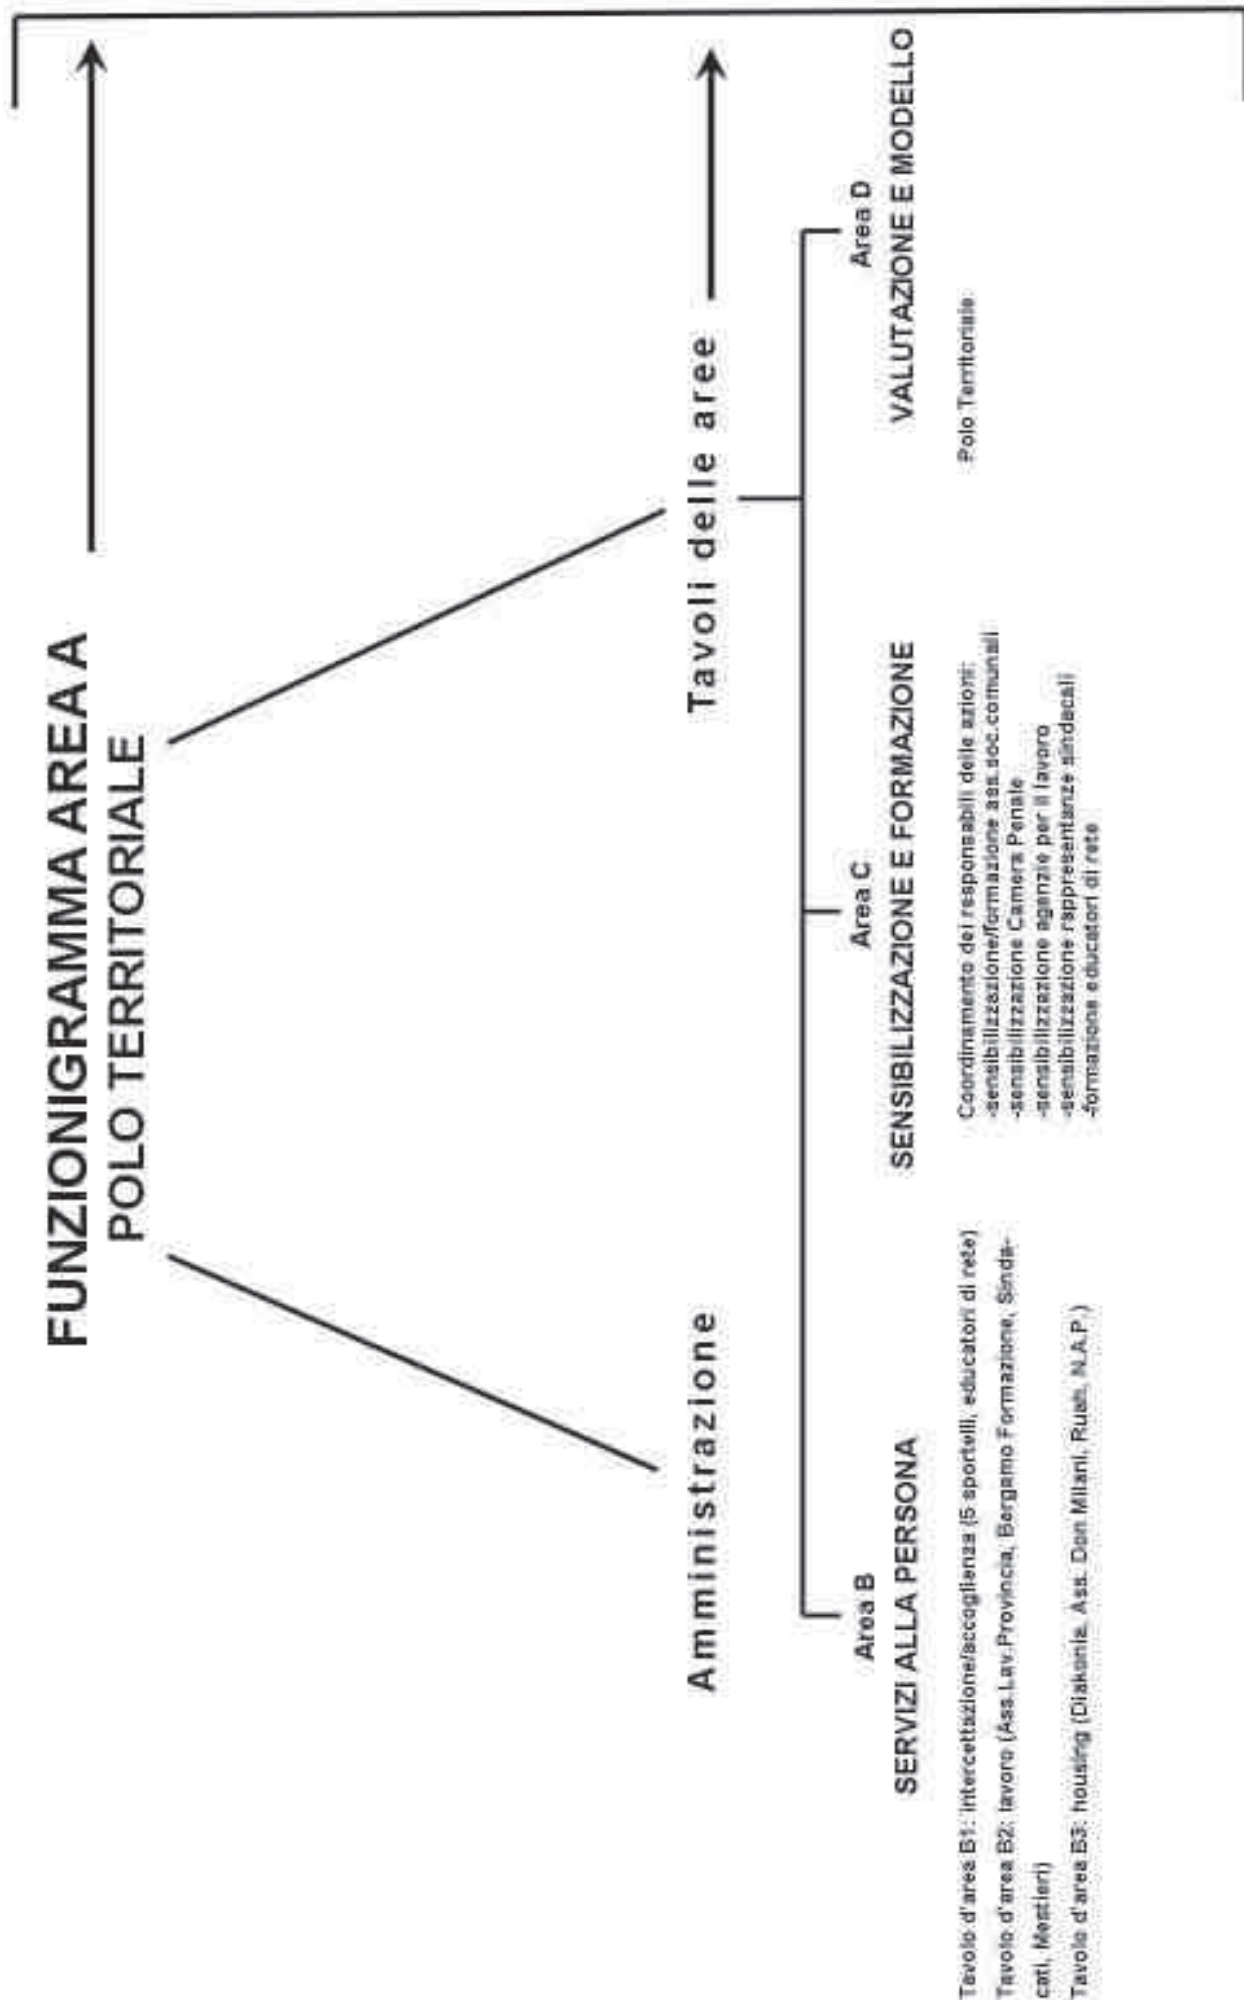 FUNZIONIGRAMMA AREA A
POLO TERRITORIALE
Amministrazione
Tavoli delle aree
Area B
SERVIZI ALLA PERSONA
Tavolo d'area B1: intercettazione/accoglienza (5 sportelli, educatori di rete)
Tavolo d'area B2: lavoro (Ass.Lav.Provincia, Bergamo Formazione, Sinda-
cati, Mestieri)
Tavolo d'area B3: housing (Diakonia, Ass. Don Milani, Ruah, N.A.P.)
Area C
SENSIBILIZZAZIONE E FORMAZIONE
Coordinamento dei responsabili delle azioni:
-sensibilizzazione/formazione ass.soc.comunali
-sensibilizzazione Camera Penale
-sensibilizzazione agenzie per il lavoro
-sensibilizzazione rappresentanze sindacali
-formazione educatori di rete
Area D
VALUTAZIONE E MODELLO
Polo Territoriale